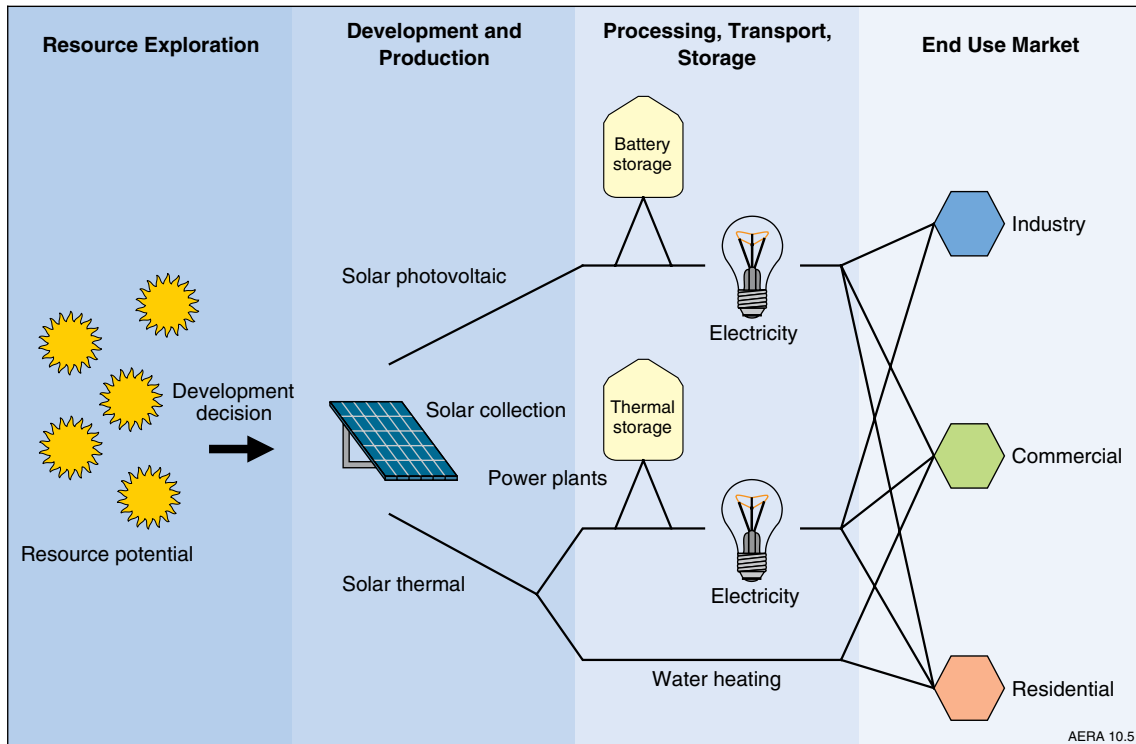 Resource Exploration
Development and
Production
Processing, Transport,
Storage
End Use Market
Battery
storage
Industry
Solar photovoltaic
Electricity
Development
decision
Solar collection
Thermal
storage
Commercial
Power plants
Resource potential
Solar thermal
Electricity
Water heating
Residential
AERA 10.5